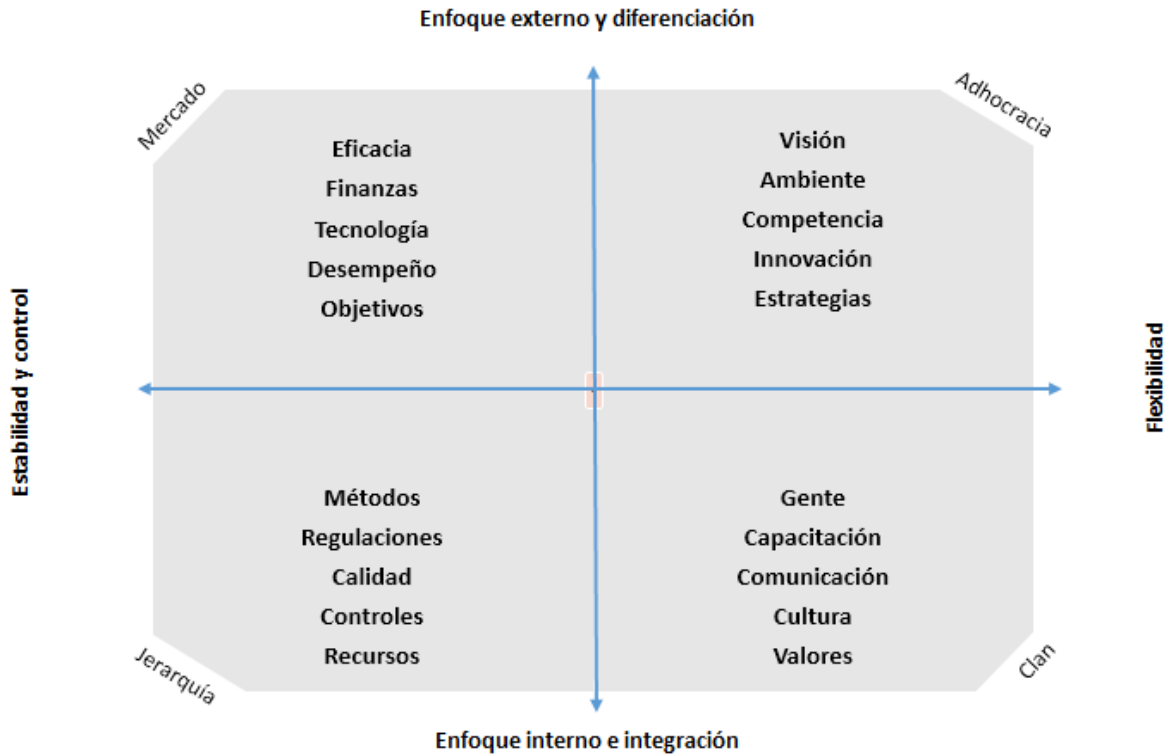 Enfoque externo y diferenciación
Mercado
Adhocracia
Eficacia
Finanzas
Tecnología
Desempeño
Objetivos
Visión
Ambiente
Competencia
Innovación
Estrategias
Estabilidad y control
Flexibilidad
Métodos
Regulaciones
Calidad
Controles
Recursos
Gente
Capacitación
Comunicación
Cultura
Valores
Jerarquía
Clan
Enfoque interno e integración